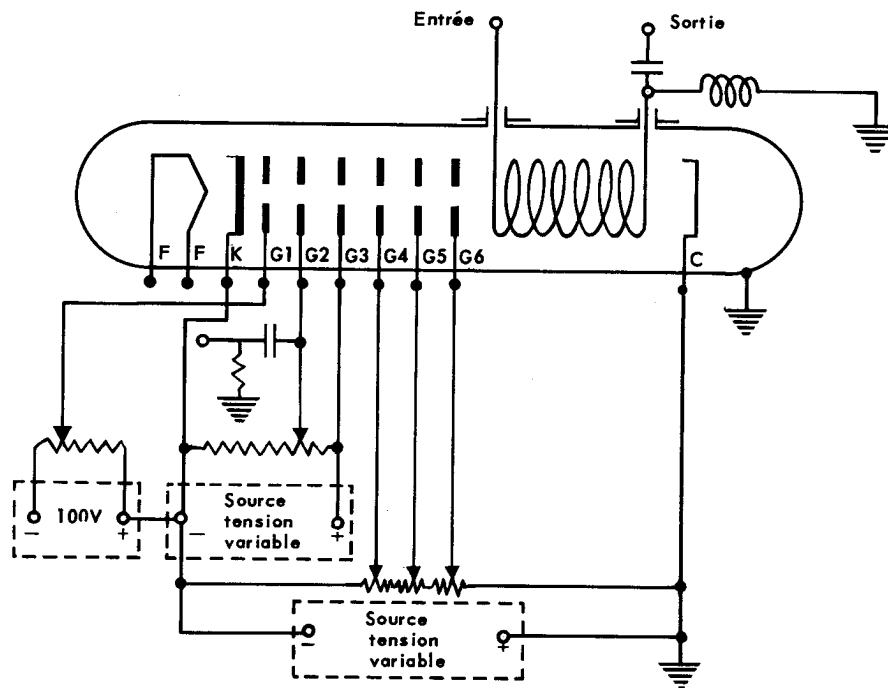 Entrée
Sortie
F F K G1 G2 G3 G4 G5 G6 C
100V
− +
Source
tension
variable
− +
Source
tension
variable
− +